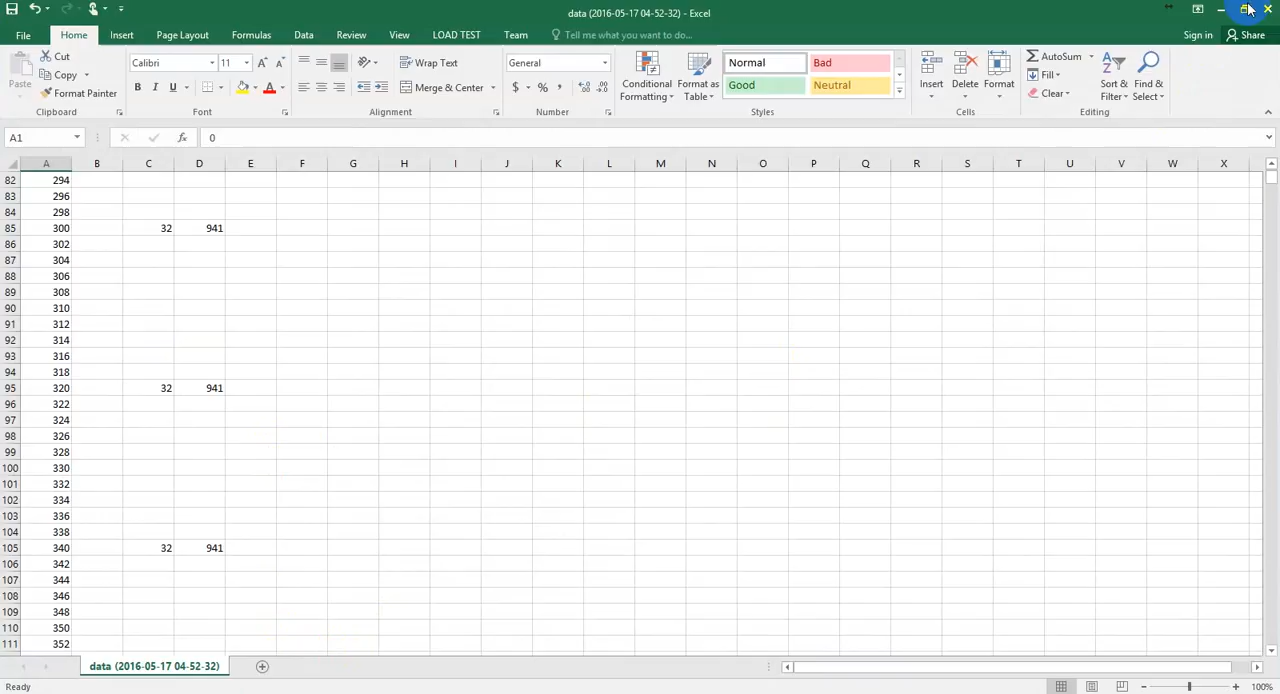 data (2016-05-17 04-52-32) - Excel
File Home Insert Page Layout Formulas Data Review View LOAD TEST Team Tell me what you want to do... Sign in Share
Paste Cut Copy Format Painter Clipboard
Calibri 11 B I U A A A Font
Wrap Text Merge & Center Alignment
General $ % , Number
Conditional Formatting Format as Table Normal Bad Good Neutral Styles
Insert Delete Format Cells
AutoSum Fill Clear Sort & Filter Find & Select Editing
A1 fx 0
A B C D E F G H I J K L M N O P Q R S T U V W X
82 294
83 296
84 298
85 300 32 941
86 302
87 304
88 306
89 308
90 310
91 312
92 314
93 316
94 318
95 320 32 941
96 322
97 324
98 326
99 328
100 330
101 332
102 334
103 336
104 338
105 340 32 941
106 342
107 344
108 346
109 348
110 350
111 352
data (2016-05-17 04-52-32)
Ready 100%